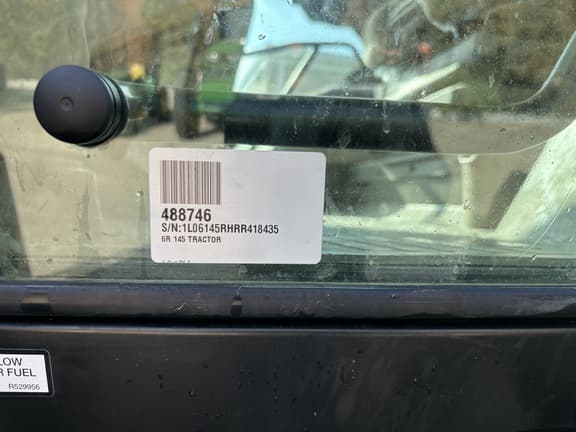 488746
S/N:1L06145RHRR418435
6R 145 TRACTOR
LOW
R FUEL
R529956